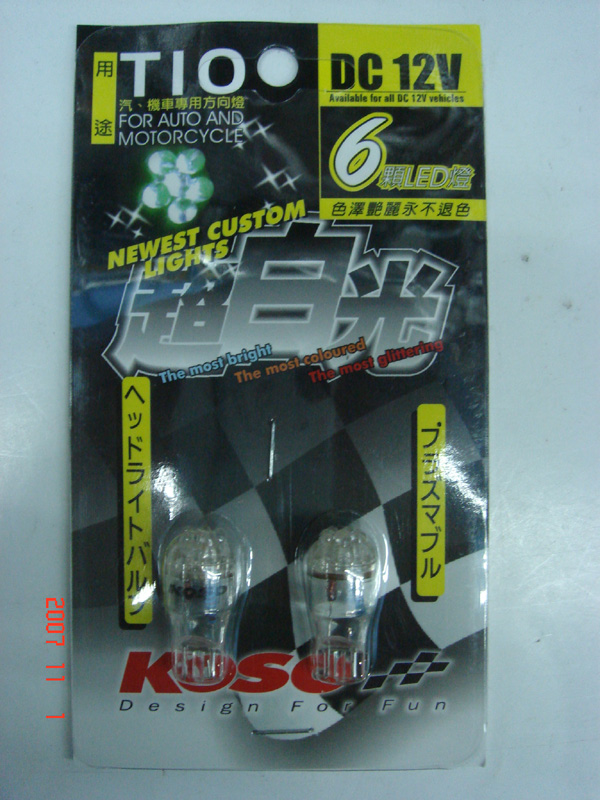 用途
T10
汽、機車專用方向燈
FOR AUTO AND
MOTORCYCLE
DC 12V
Available for all DC 12V vehicles
6顆LED燈
色澤艷麗永不退色
NEWEST CUSTOM
LIGHTS
超白光
The most bright
The most coloured
The most glittering
ヘッドライトバルブ
プラスマブル
KOSO
KOSO
Design For Fun
2007 11 1